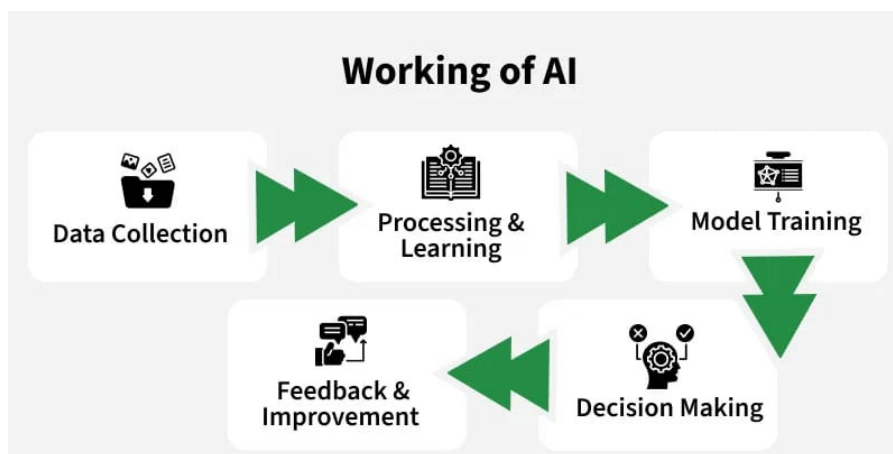 Working of AI
Data Collection
Processing &
Learning
Model Training
Decision Making
Feedback &
Improvement